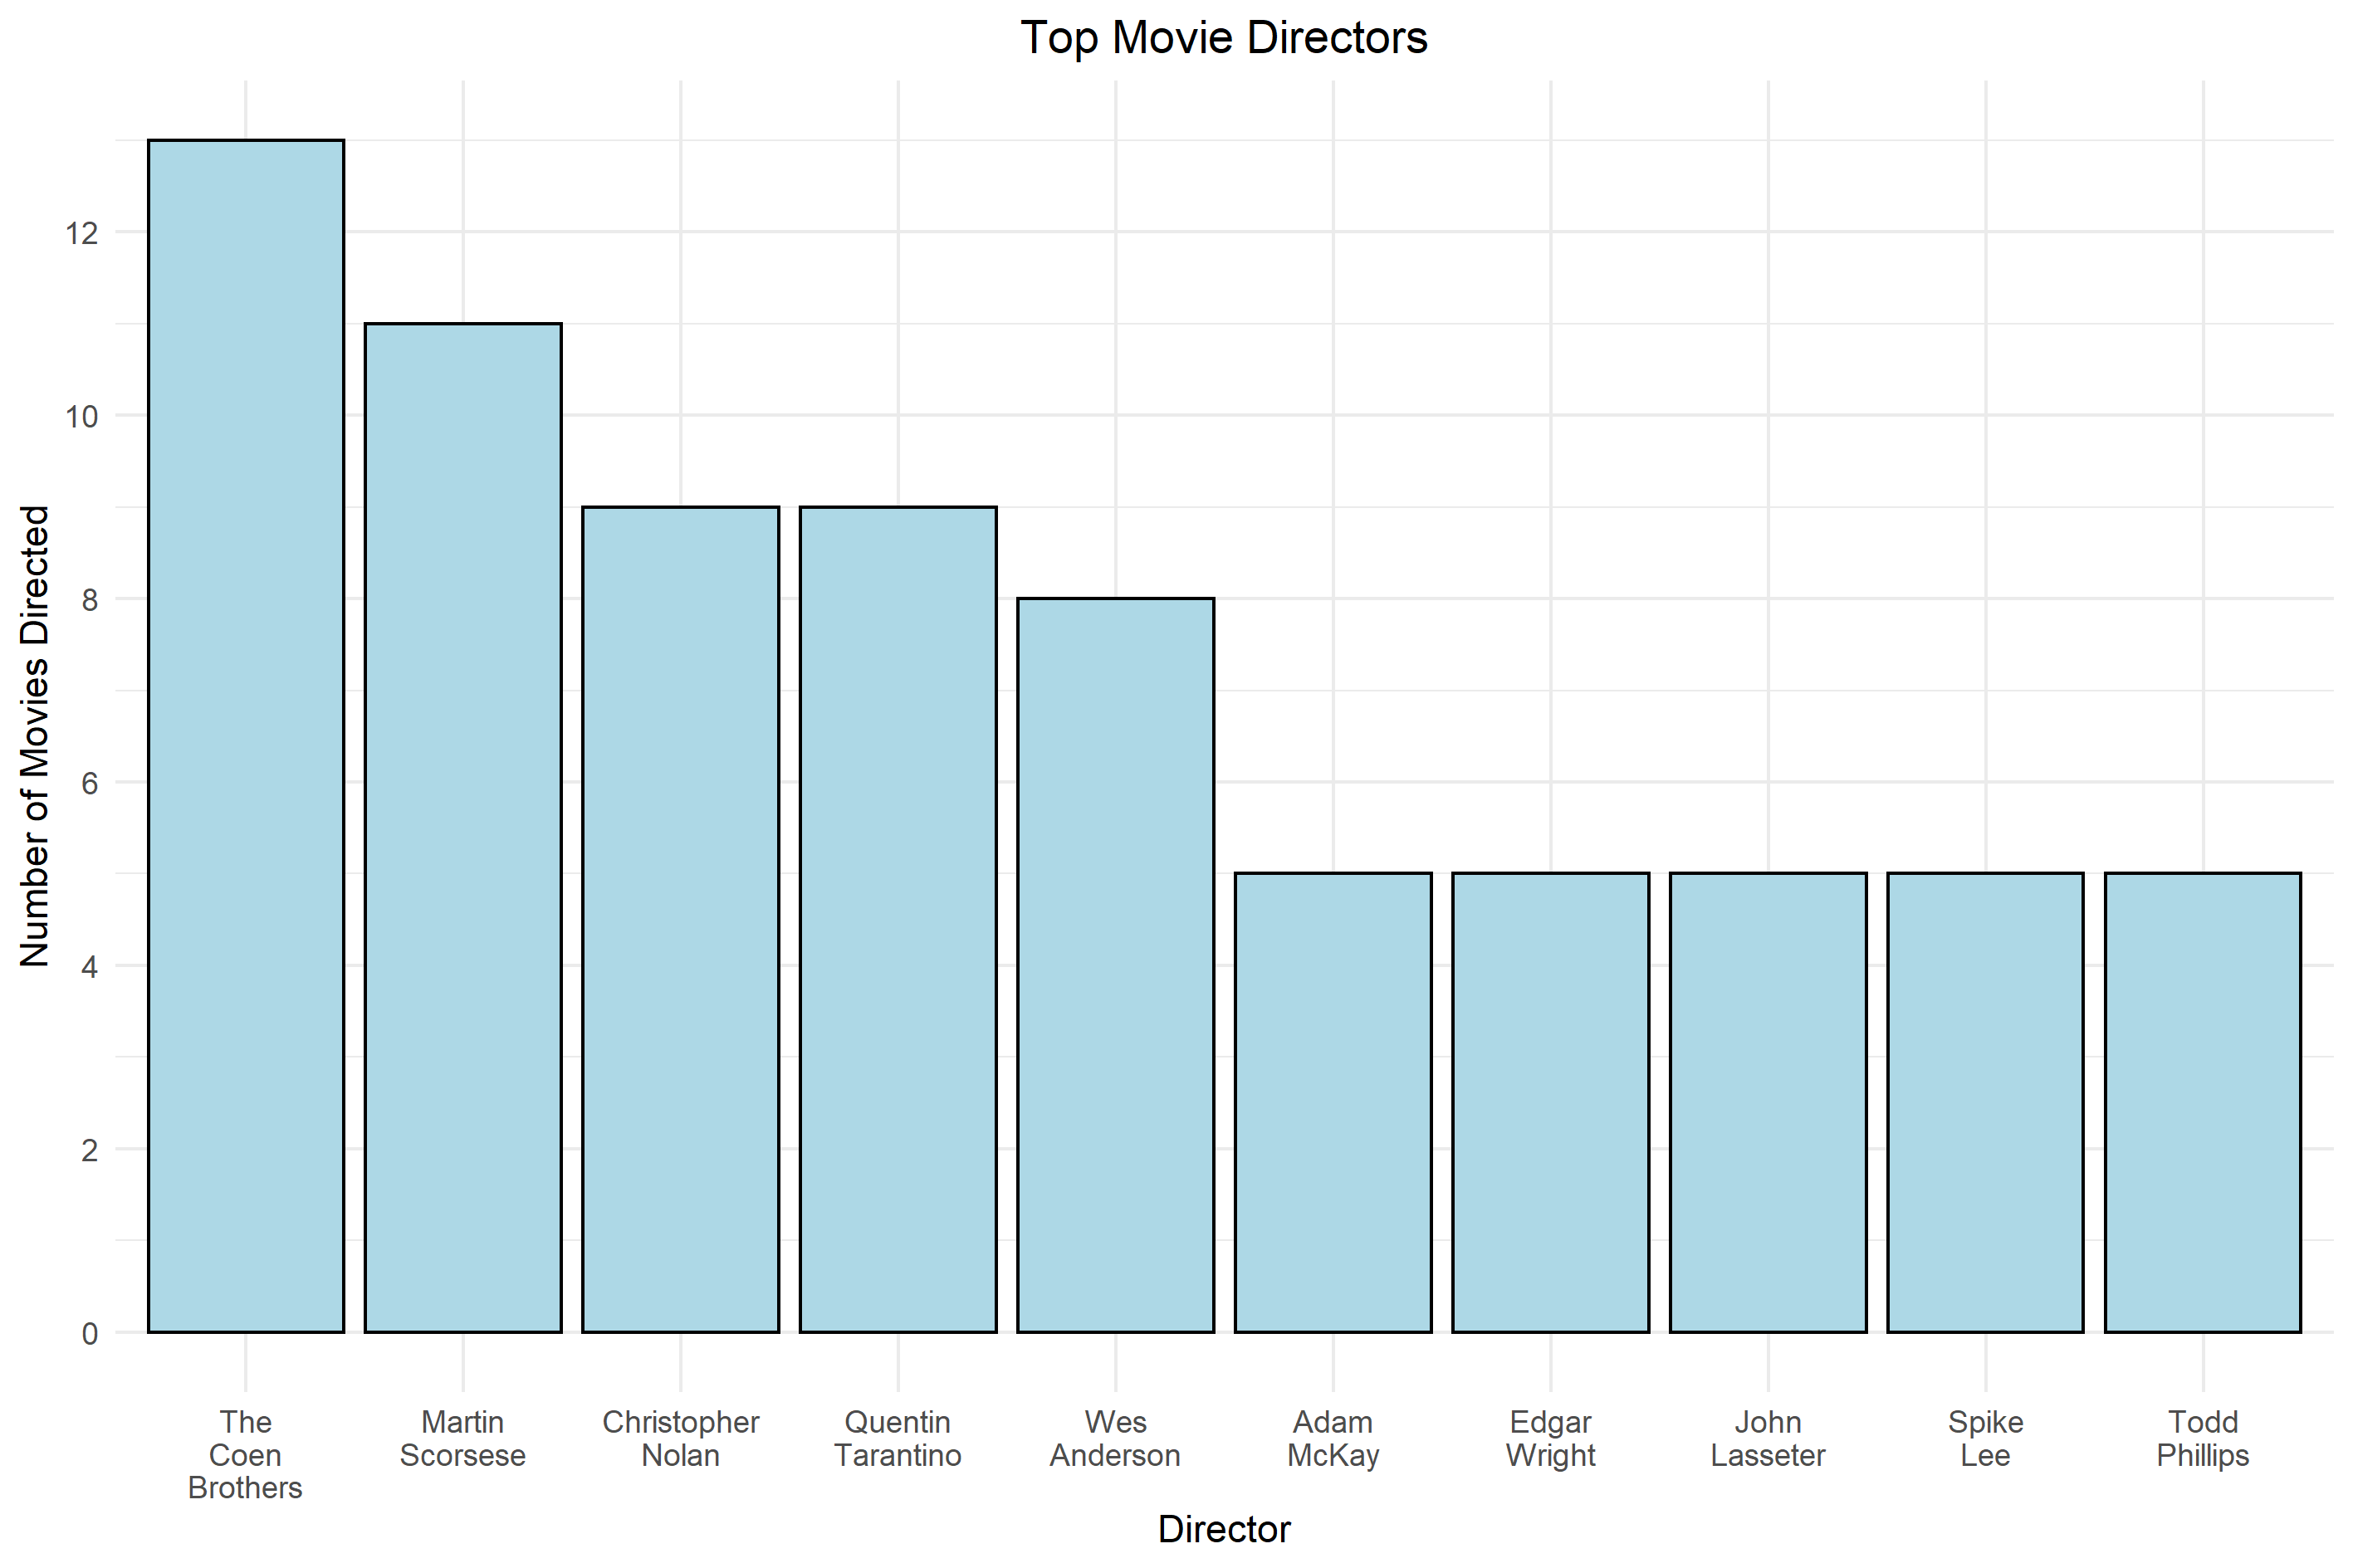 Top Movie Directors
Number of Movies Directed
12
10
8
6
4
2
0
The
Coen
Brothers
Martin
Scorsese
Christopher
Nolan
Quentin
Tarantino
Wes
Anderson
Adam
McKay
Edgar
Wright
John
Lasseter
Spike
Lee
Todd
Phillips
Director